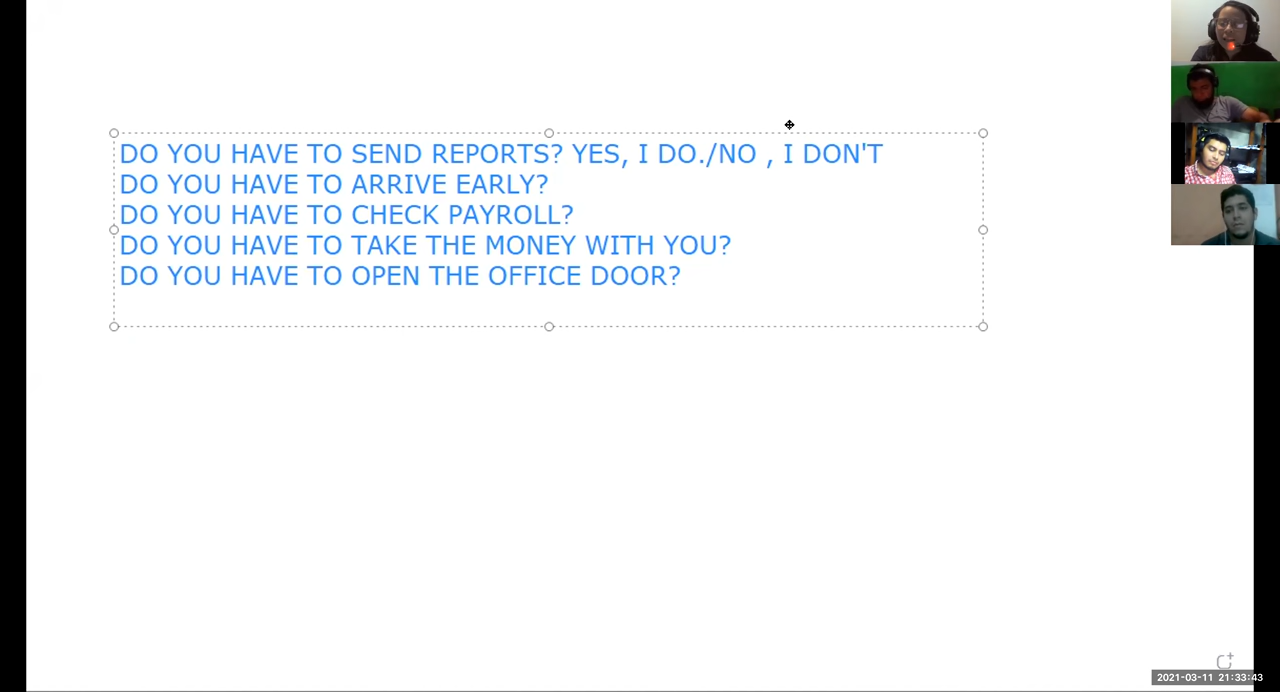 DO YOU HAVE TO SEND REPORTS? YES, I DO./NO , I DON'T
DO YOU HAVE TO ARRIVE EARLY?
DO YOU HAVE TO CHECK PAYROLL?
DO YOU HAVE TO TAKE THE MONEY WITH YOU?
DO YOU HAVE TO OPEN THE OFFICE DOOR?
2021-03-11 21:33:43